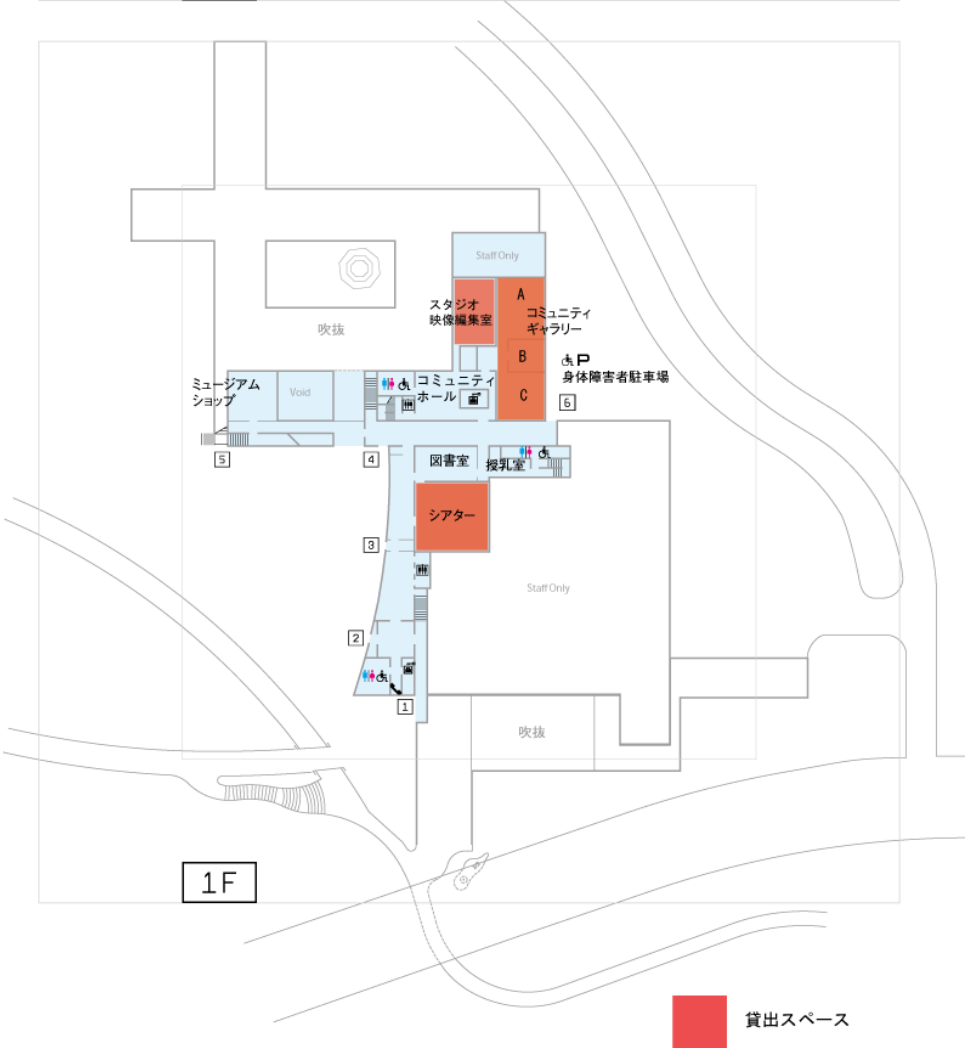 Staff Only
A
スタジオ
映像編集室
コミュニティ
ギャラリー
吹抜
B
P
身体障害者駐車場
ミュージアム
ショップ
Void
コミュニティ
ホール
C
6
5
4
図書室
授乳室
シアター
3
Staff Only
2
1
吹抜
1F
貸出スペース